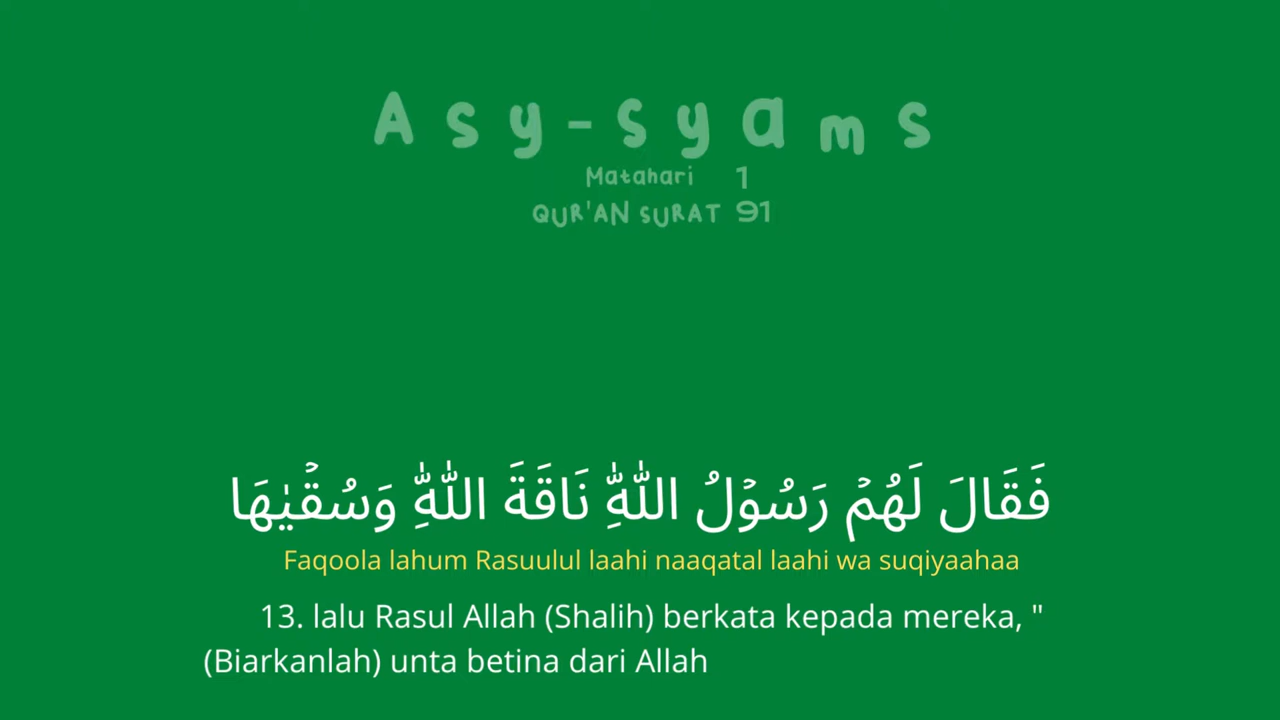 Asy-syams
Matahari 1
QUR'AN SURAT 91
فَقَالَ لَهُمْ رَسُوْلُ اللّٰهِ نَاقَةَ اللّٰهِ وَسُقْيٰهَا
Faqoola lahum Rasuulul laahi naaqatal laahi wa suqiyaahaa
13. lalu Rasul Allah (Shalih) berkata kepada mereka, "
(Biarkanlah) unta betina dari Allah